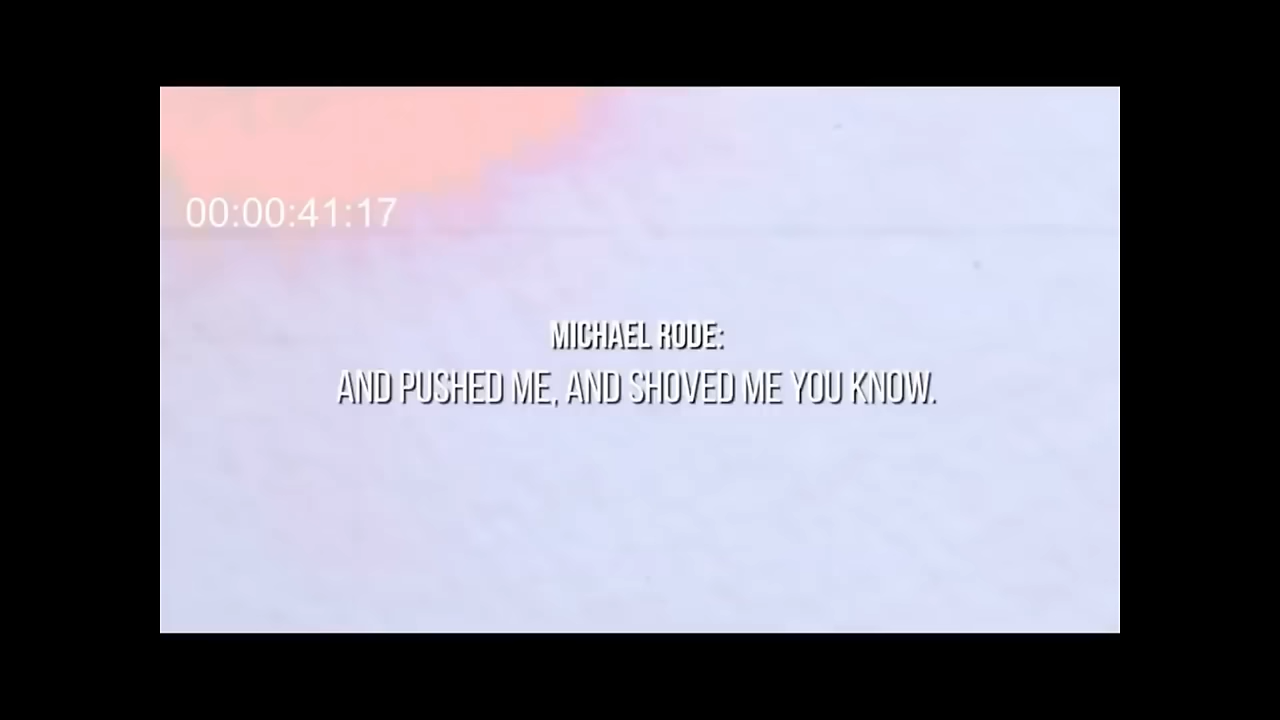 00:00:41:17
MICHAEL RODE:
AND PUSHED ME, AND SHOVED ME YOU KNOW.